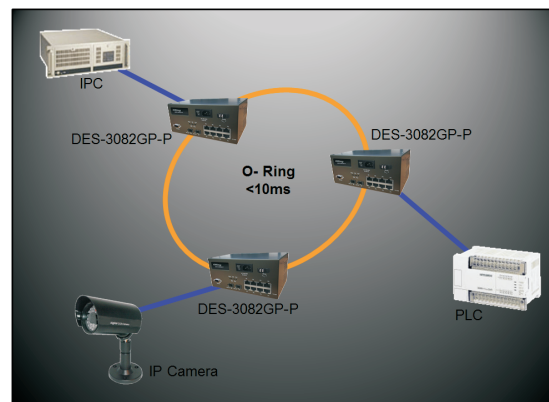 IPC
DES-3082GP-P
DES-3082GP-P
O- Ring
<10ms
DES-3082GP-P
PLC
IP Camera